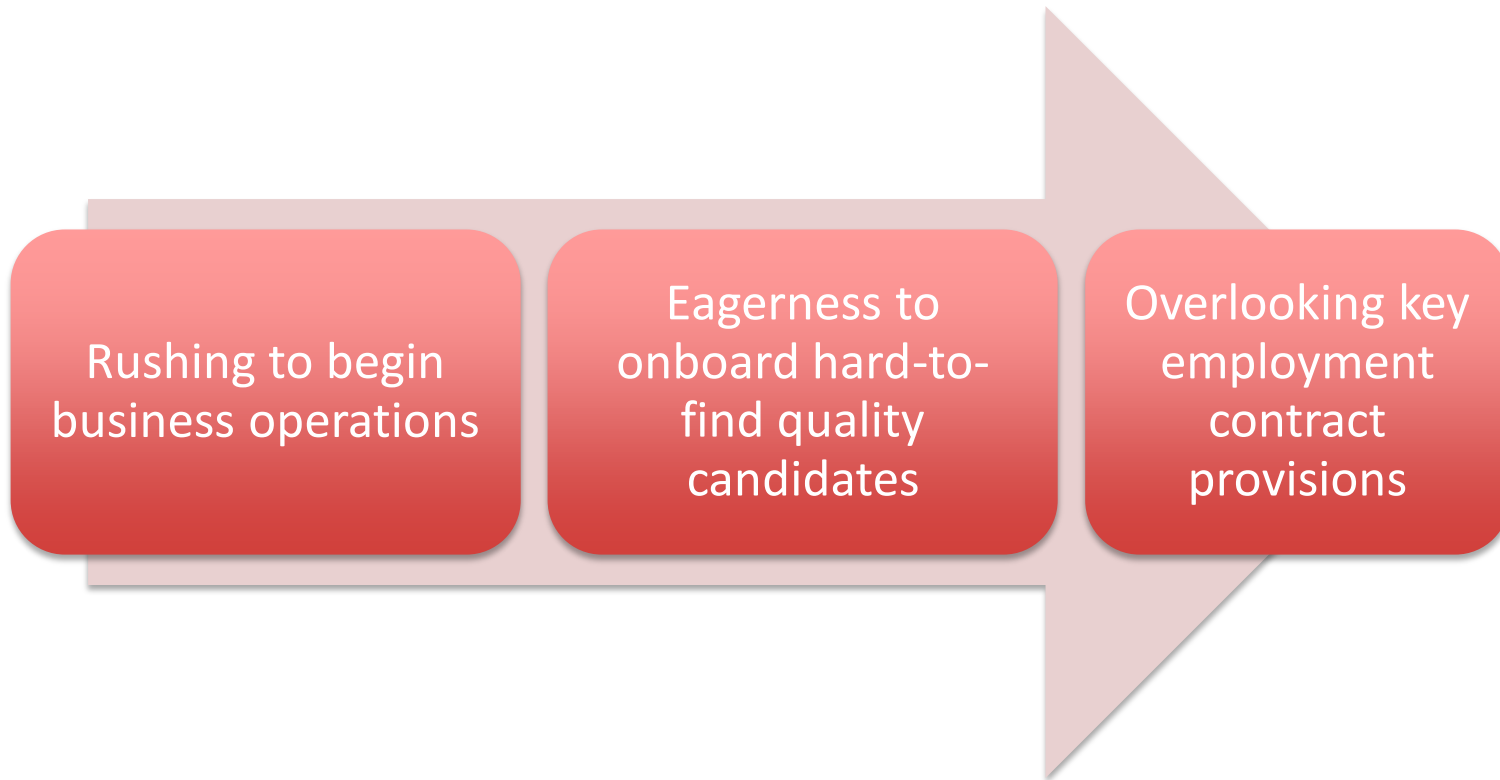 Rushing to begin
business operations
Eagerness to
onboard hard-to-
find quality
candidates
Overlooking key
employment
contract
provisions